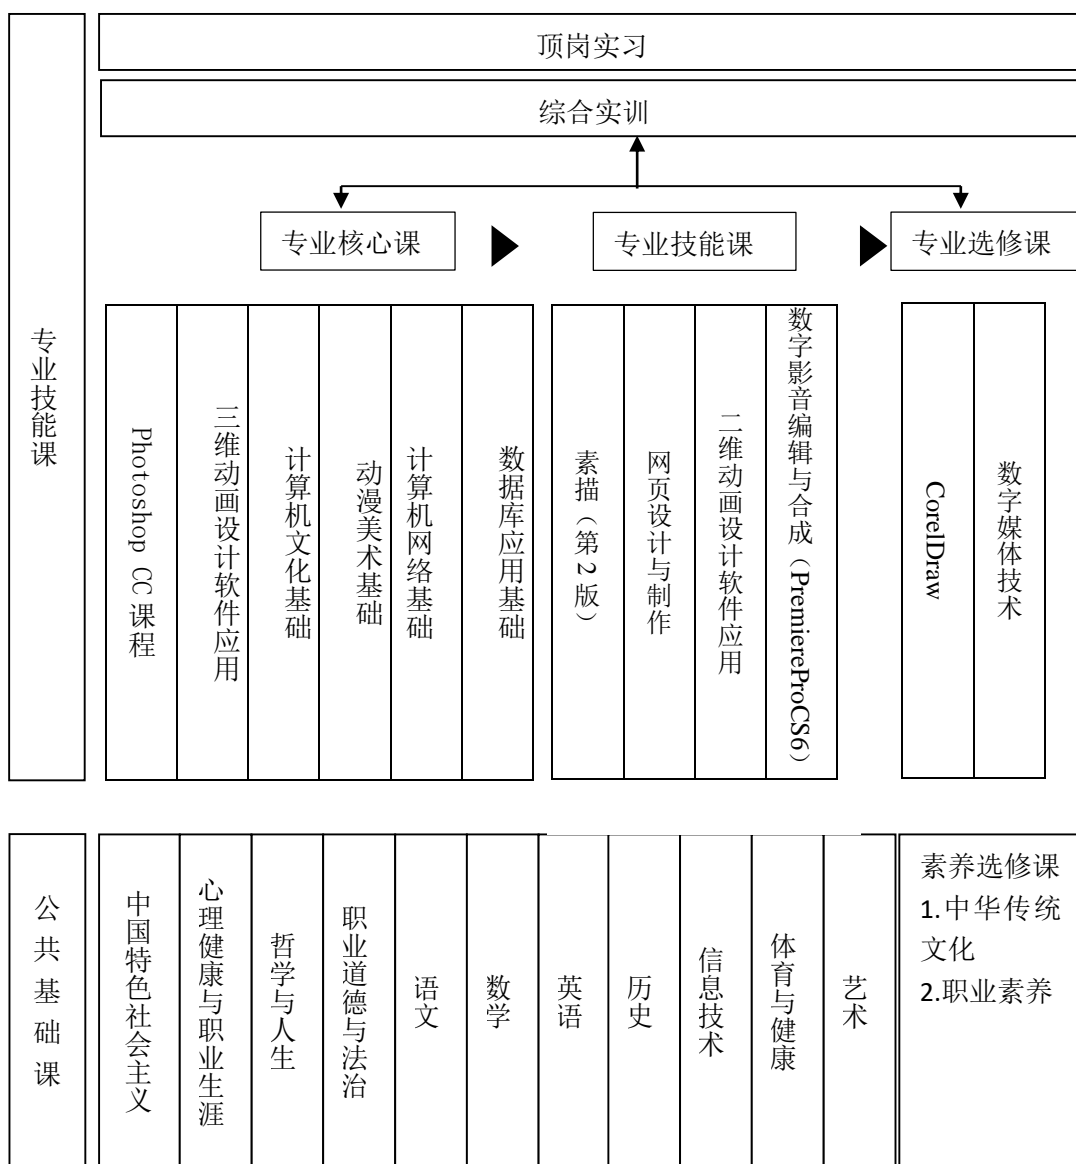 顶岗实习
综合实训
专业核心课
专业技能课
专业选修课
专业技能课
Photoshop CC 课程
三维动画设计软件应用
计算机文化基础
动漫美术基础
计算机网络基础
数据库应用基础
素描（第2版）
网页设计与制作
二维动画设计软件应用
数字影音编辑与合成（PremiereProCS6）
CorelDraw
数字媒体技术
公共基础课
中国特色社会主义
心理健康与职业生涯
哲学与人生
职业道德与法治
语文
数学
英语
历史
信息技术
体育与健康
艺术
素养选修课
1.中华传统
文化
2.职业素养